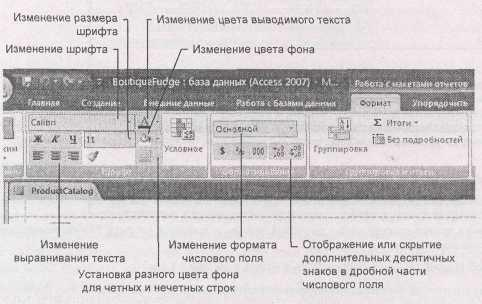 Изменение размера
шрифта
Изменение цвета выводимого текста
Изменение шрифта
Изменение цвета фона
BoutiqueFudge : база данных (Access 2007) - M...
Работа с макетами отчетов
Главная
Создание
Внешние данные
Работа с базами данных
Формат
Упорядочить
Calibri
Ж К Ч 11
Условное
Основной
$ % 000
Группировка
Σ Итоги
Без подробностей
Шрифт
ProductCatalog
Изменение
выравнивания текста
Установка разного цвета фона
для четных и нечетных строк
Изменение формата
числового поля
Отображение или скрытие
дополнительных десятичных
знаков в дробной части
числового поля